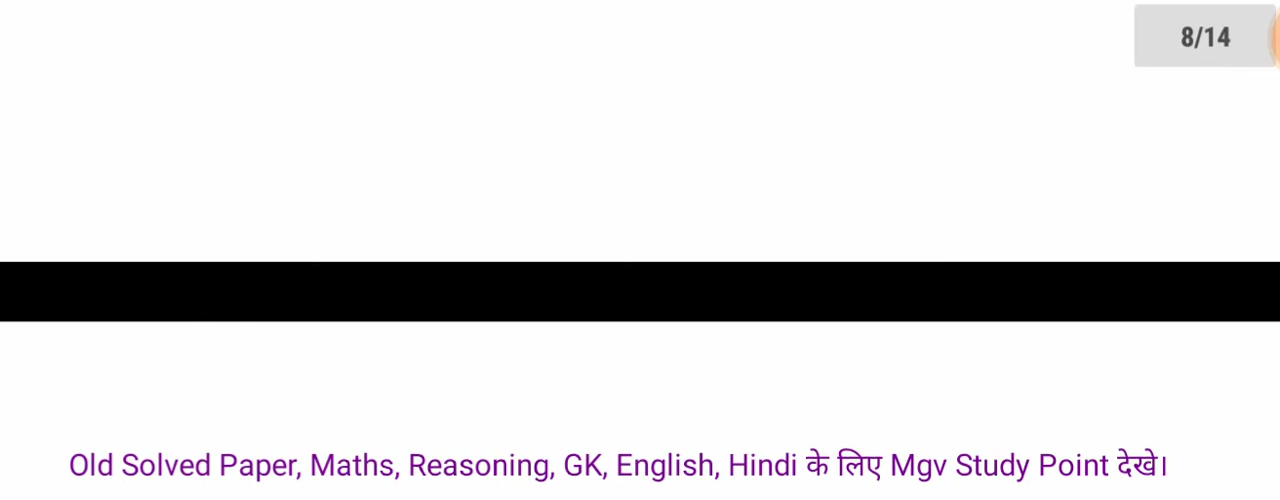 8/14
Old Solved Paper, Maths, Reasoning, GK, English, Hindi के लिए Mgv Study Point देखे।